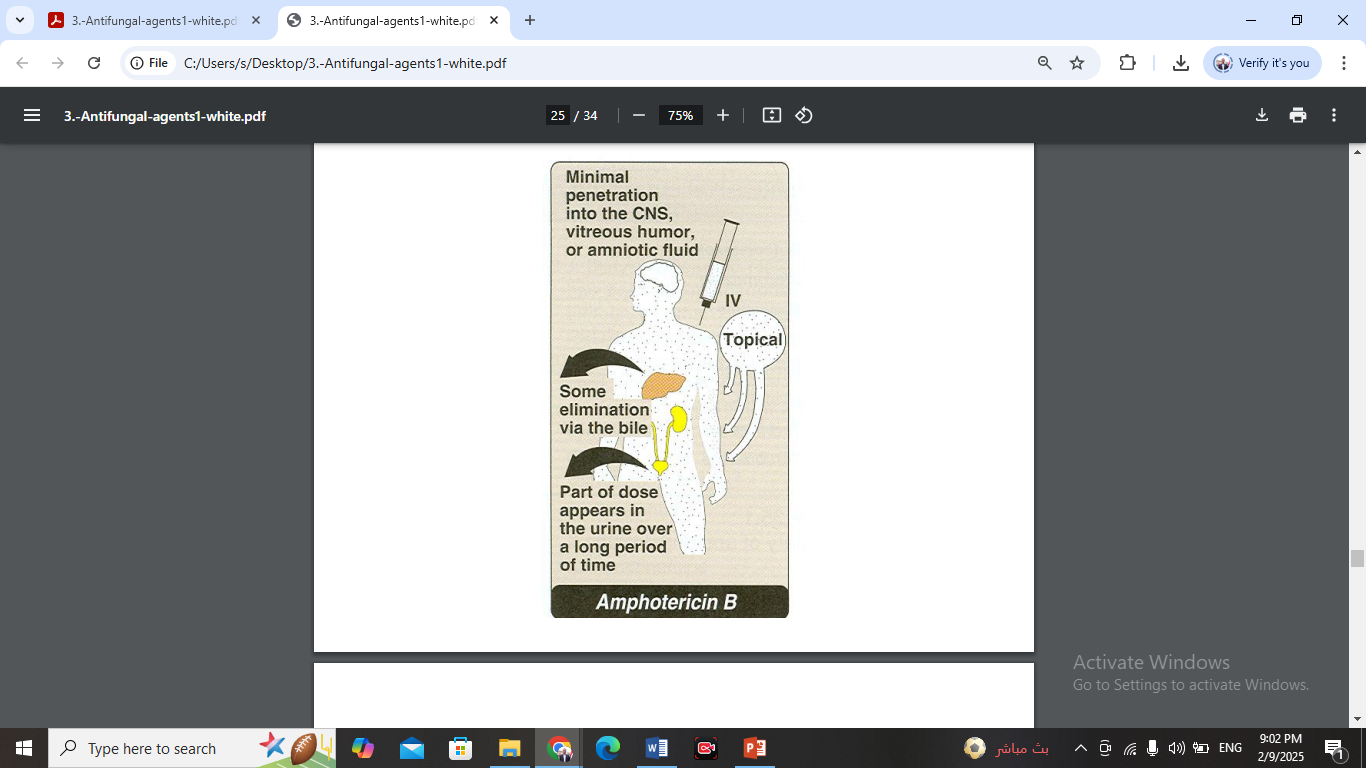 3.-Antifungal-agents1-white.pd
3.-Antifungal-agents1-white.pd
File
C:/Users/s/Desktop/3.-Antifungal-agents1-white.pdf
Verify it's you
3.-Antifungal-agents1-white.pdf
25 / 34
75%
Minimal
penetration
into the CNS,
vitreous humor,
or amniotic fluid
IV
Topical
Some
elimination
via the bile
Part of dose
appears in
the urine over
a long period
of time
Amphotericin B
Activate Windows
Go to Settings to activate Windows.
Type here to search
بث مباشر
ENG
9:02 PM
2/9/2025
1